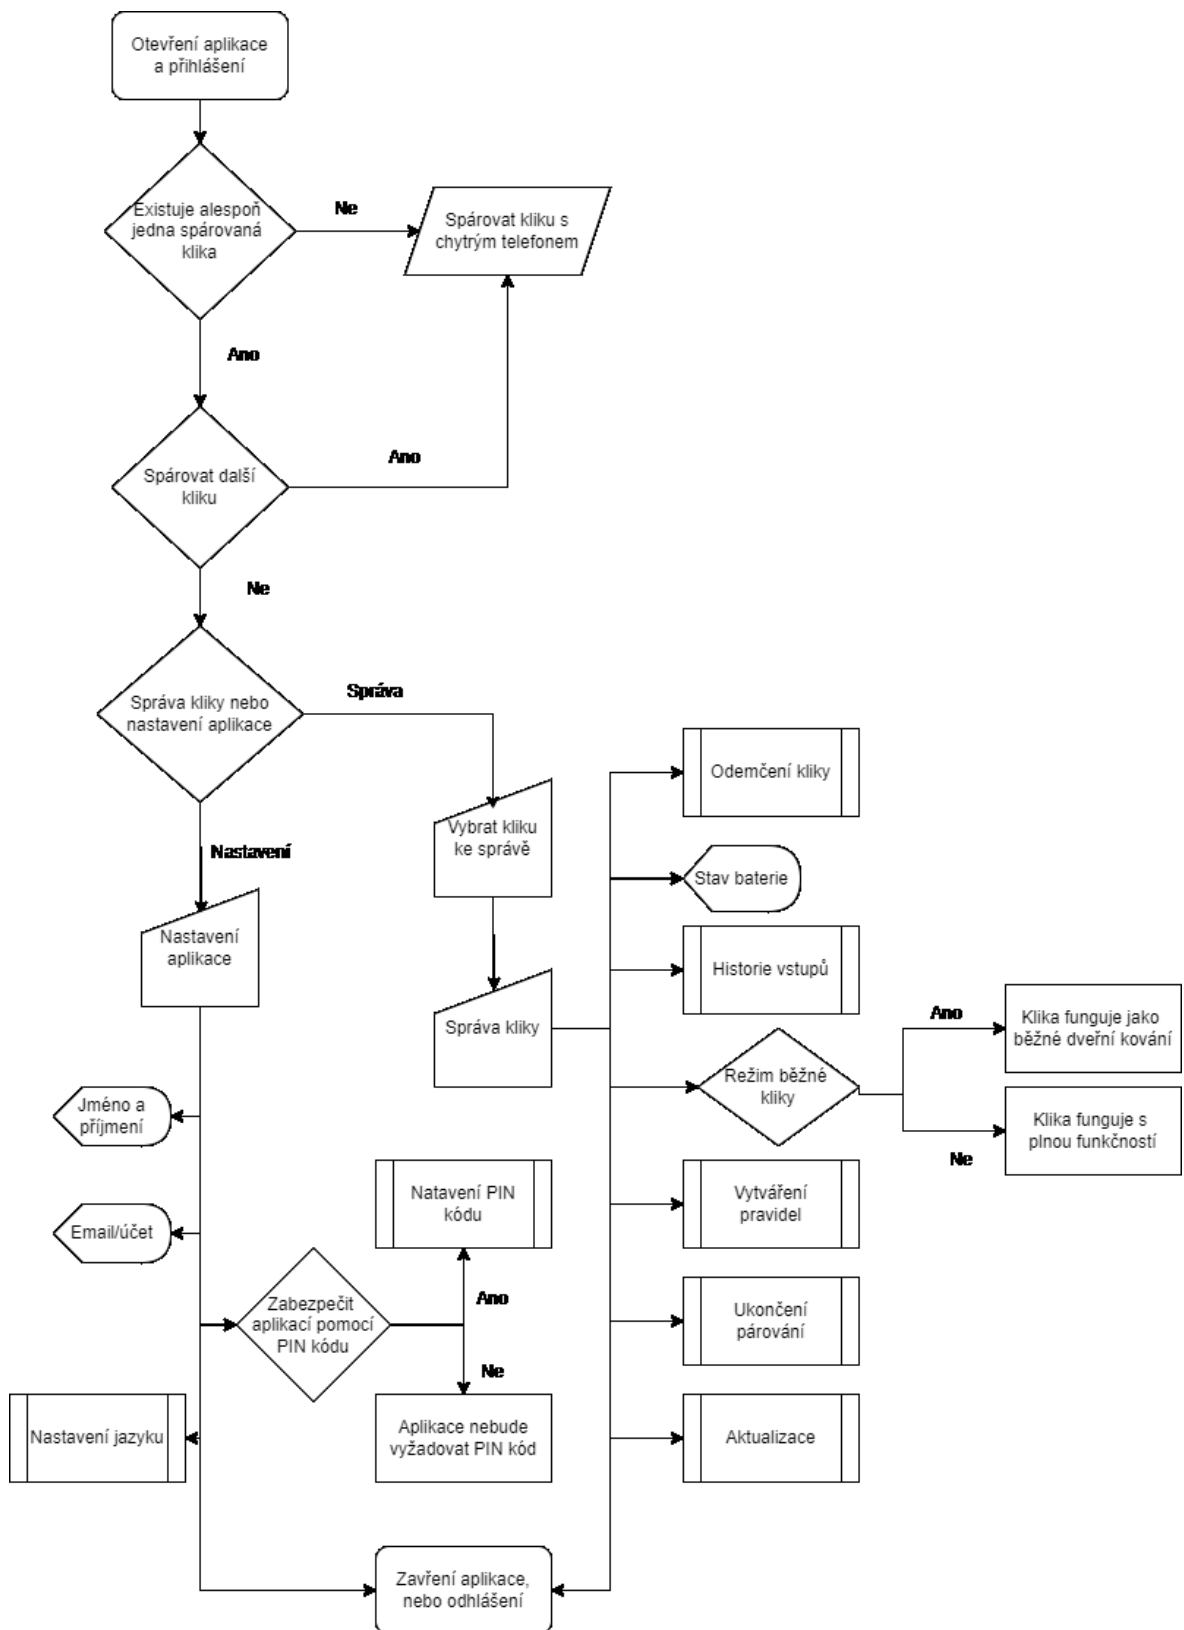 Otevření aplikace
a přihlášení
Existuje alespoň
jedna spárovaná
klika
Ne
Spárovat kliku s
chytrým telefonem
Ano
Spárovat další
kliku
Ano
Ne
Správa kliky nebo
nastavení aplikace
Správa
Nastavení
Vybrat kliku
ke správě
Nastavení
aplikace
Správa kliky
Odemčení kliky
Stav baterie
Historie vstupů
Režim běžné
kliky
Ano
Klika funguje jako
běžné dveřní kování
Ne
Klika funguje s
plnou funkčností
Jméno a
příjmení
Email/účet
Natavení PIN
kódu
Vytváření
pravidel
Zabezpečit
aplikací pomocí
PIN kódu
Ano
Ne
Ukončení
párování
Nastavení jazyku
Aplikace nebude
vyžadovat PIN kód
Aktualizace
Zavření aplikace,
nebo odhlášení